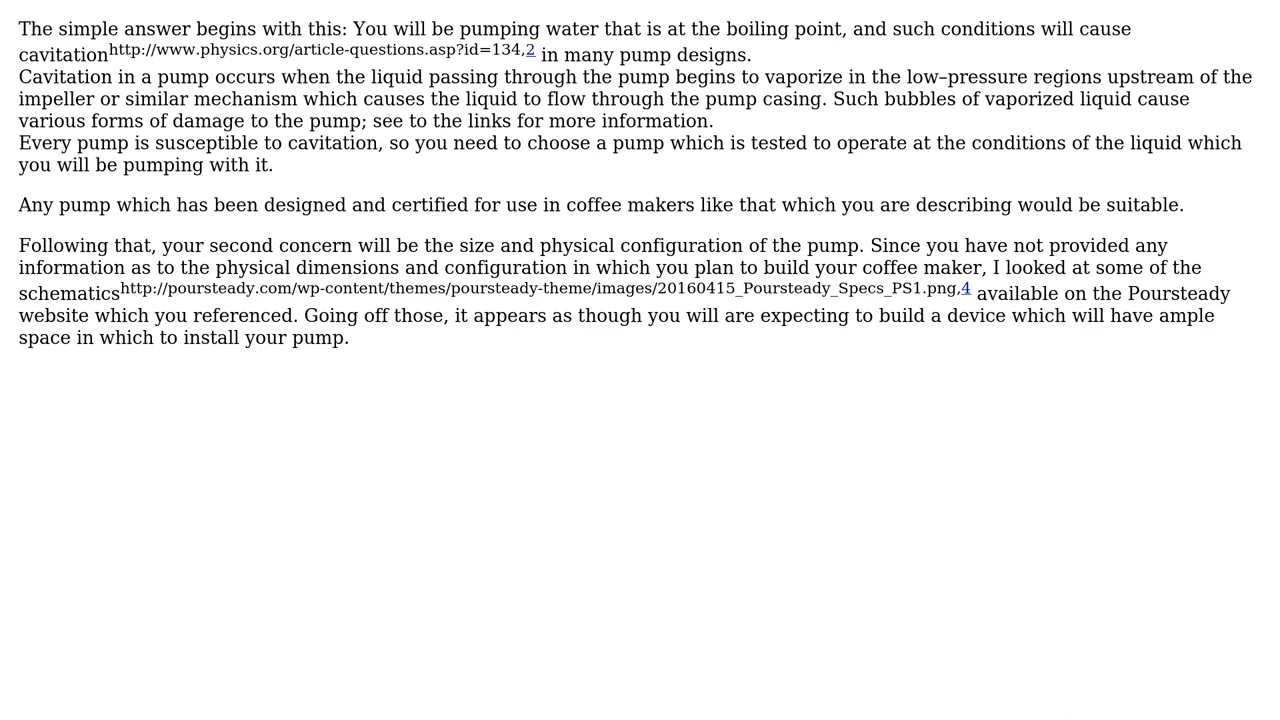 The simple answer begins with this: You will be pumping water that is at the boiling point, and such conditions will cause
cavitationhttp://www.physics.org/article-questions.asp?id=134,2 in many pump designs.
Cavitation in a pump occurs when the liquid passing through the pump begins to vaporize in the low–pressure regions upstream of the
impeller or similar mechanism which causes the liquid to flow through the pump casing. Such bubbles of vaporized liquid cause
various forms of damage to the pump; see to the links for more information.
Every pump is susceptible to cavitation, so you need to choose a pump which is tested to operate at the conditions of the liquid which
you will be pumping with it.
Any pump which has been designed and certified for use in coffee makers like that which you are describing would be suitable.
Following that, your second concern will be the size and physical configuration of the pump. Since you have not provided any
information as to the physical dimensions and configuration in which you plan to build your coffee maker, I looked at some of the
schematicshttp://poursteady.com/wp-content/themes/poursteady-theme/images/20160415_Poursteady_Specs_PS1.png,4 available on the Poursteady
website which you referenced. Going off those, it appears as though you will are expecting to build a device which will have ample
space in which to install your pump.